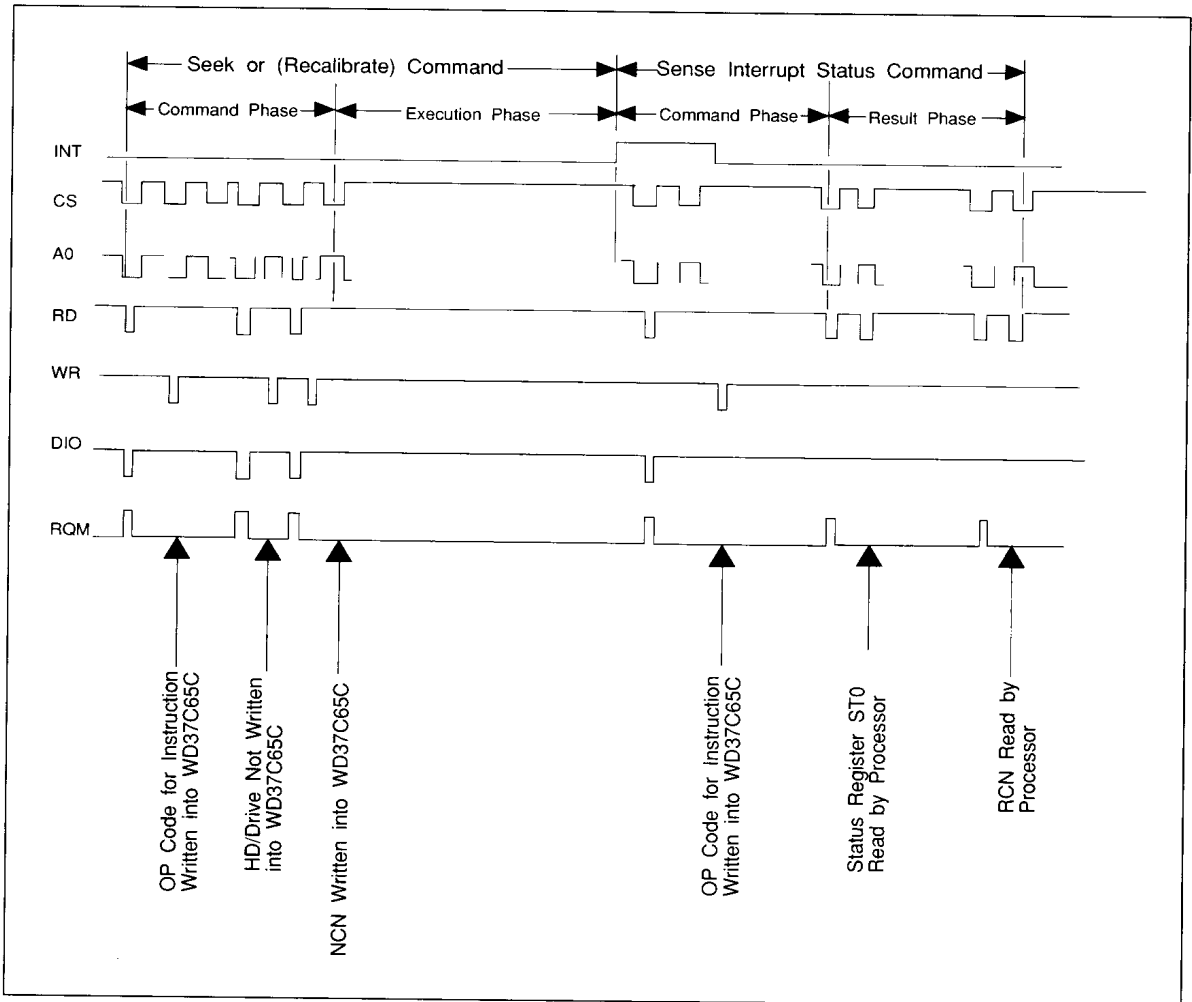 Seek or (Recalibrate) Command
Sense Interrupt Status Command
Command Phase
Execution Phase
Command Phase
Result Phase
INT
CS
A0
RD
WR
DIO
RQM
OP Code for Instruction
Written into WD37C65C
HD/Drive Not Written
into WD37C65C
NCN Written into WD37C65C
OP Code for Instruction
Written into WD37C65C
Status Register ST0
Read by Processor
RCN Read by
Processor